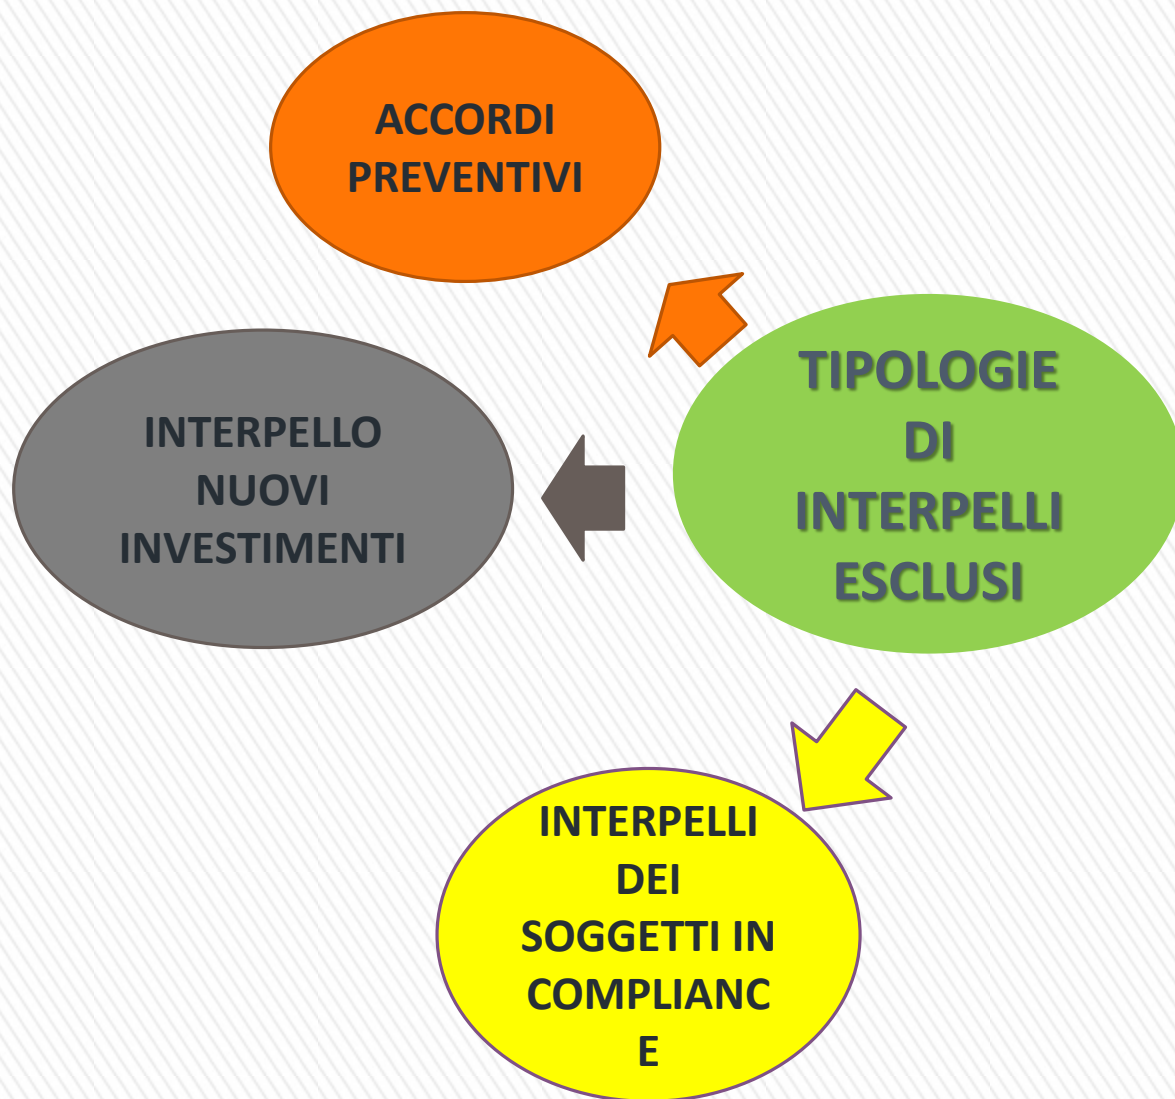 ACCORDI
PREVENTIVI
TIPOLOGIE
DI
INTERPELLI
ESCLUSI
INTERPELLO
NUOVI
INVESTIMENTI
INTERPELLI
DEI
SOGGETTI IN
COMPLIANC
E